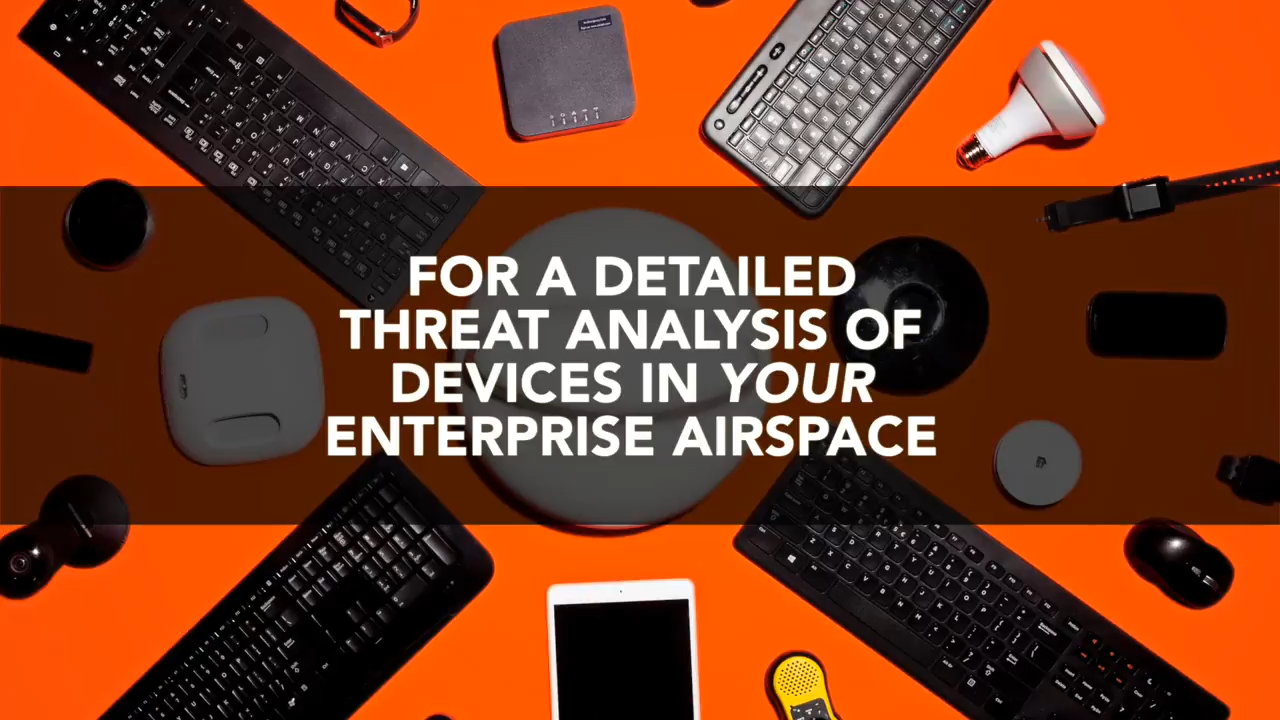 FOR A DETAILED
THREAT ANALYSIS OF
DEVICES IN YOUR
ENTERPRISE AIRSPACE